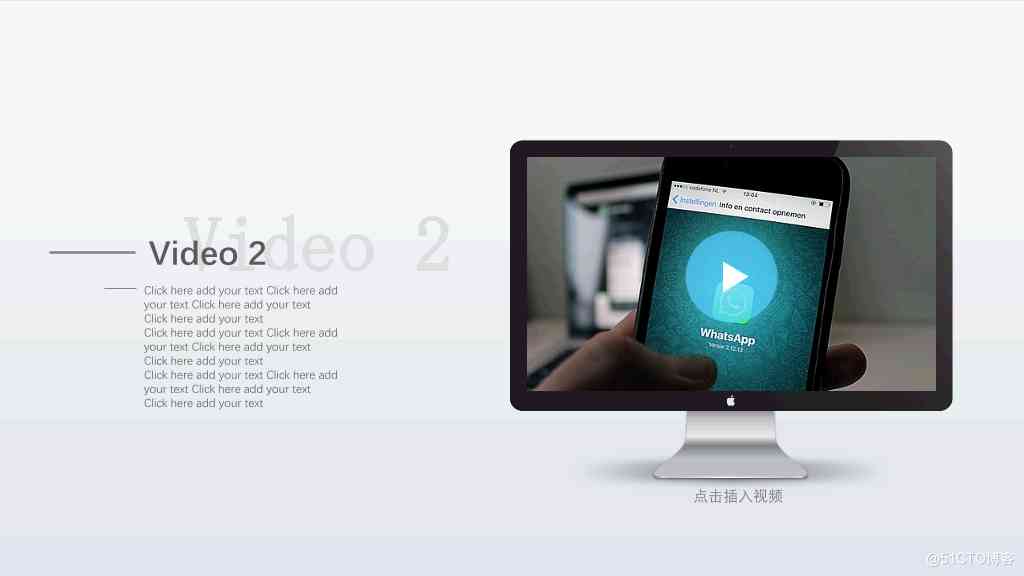 Video 2
Video 2
Click here add your text Click here add
your text Click here add your text
Click here add your text
Click here add your text Click here add
your text Click here add your text
Click here add your text
Click here add your text Click here add
your text Click here add your text
Click here add your text
vodafone NL
13:04
Instellingen
Info en contact opnemen
WhatsApp
Versie 2.12.12
点击插入视频
@51CTO博客